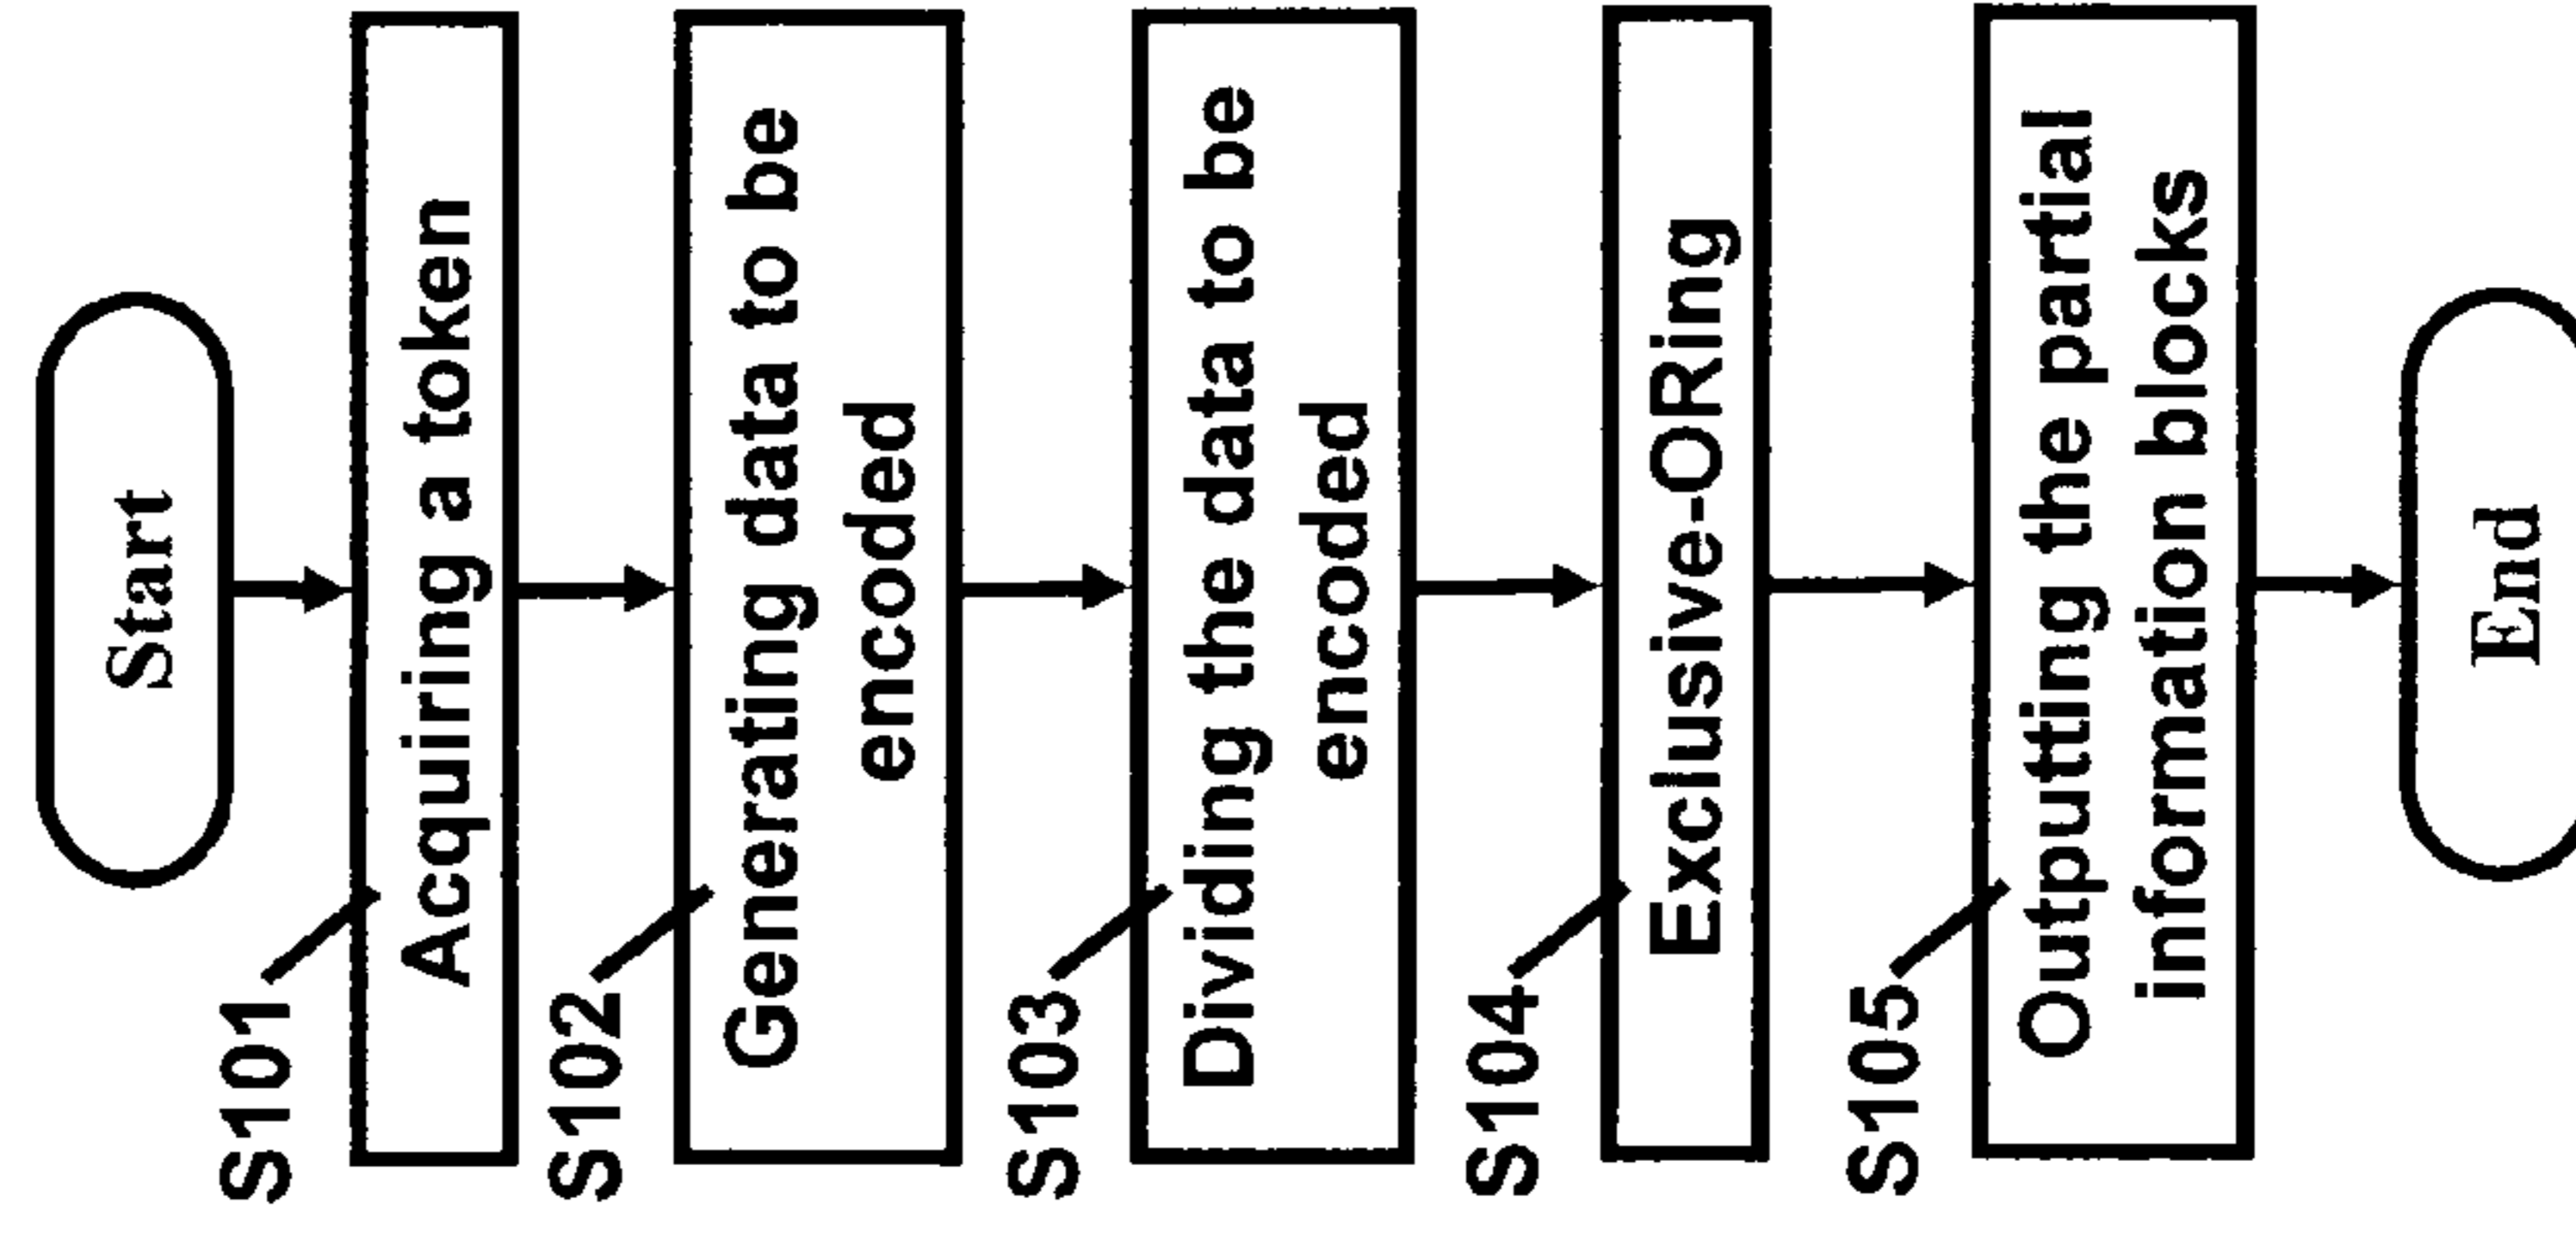 Start
S101
Acquiring a token
S102
Generating data to be
encoded
S103
Dividing the data to be
encoded
S104
Exclusive-ORing
S105
Outputting the partial
information blocks
End